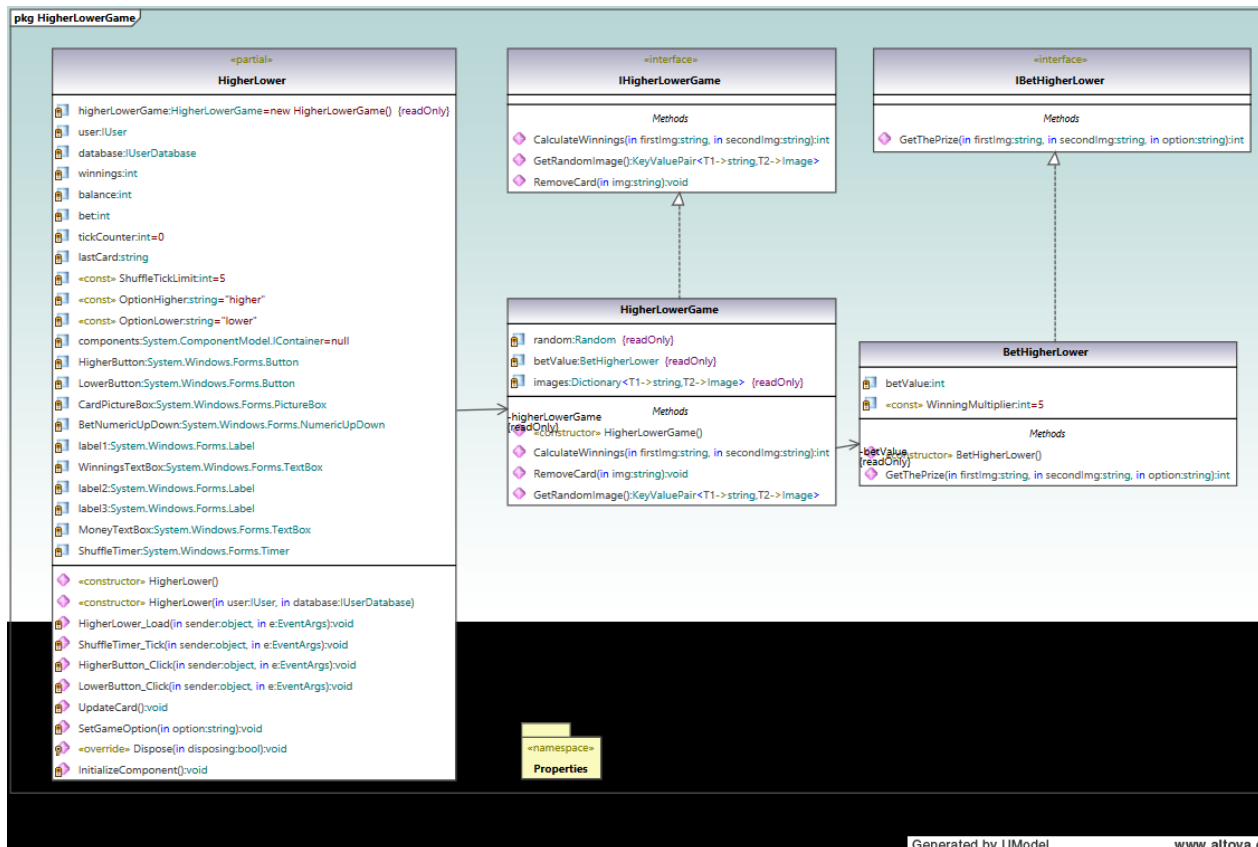 pkg HigherLowerGame
«partial»
HigherLower
higherLowerGame:HigherLowerGame=new HigherLowerGame() {readOnly}
user:IUser
database:IUserDatabase
winnings:int
balance:int
bet:int
tickCounter:int=0
lastCard:string
«const» ShuffleTickLimit:int=5
«const» OptionHigher:string="higher"
«const» OptionLower:string="lower"
components:System.ComponentModel.IContainer=null
HigherButton:System.Windows.Forms.Button
LowerButton:System.Windows.Forms.Button
CardPictureBox:System.Windows.Forms.PictureBox
BetNumericUpDown:System.Windows.Forms.NumericUpDown
label1:System.Windows.Forms.Label
WinningsTextBox:System.Windows.Forms.TextBox
label2:System.Windows.Forms.Label
label3:System.Windows.Forms.Label
MoneyTextBox:System.Windows.Forms.TextBox
ShuffleTimer:System.Windows.Forms.Timer
«constructor» HigherLower()
«constructor» HigherLower(in user:IUser, in database:IUserDatabase)
HigherLower_Load(in sender:object, in e:EventArgs):void
ShuffleTimer_Tick(in sender:object, in e:EventArgs):void
HigherButton_Click(in sender:object, in e:EventArgs):void
LowerButton_Click(in sender:object, in e:EventArgs):void
UpdateCard():void
SetGameOption(in option:string):void
«override» Dispose(in disposing:bool):void
InitializeComponent():void
«interface»
IHigherLowerGame
Methods
CalculateWinnings(in firstImg:string, in secondImg:string):int
GetRandomImage():KeyValuePair<T1->string,T2->Image>
RemoveCard(in img:string):void
«interface»
IBetHigherLower
Methods
GetThePrize(in firstImg:string, in secondImg:string, in option:string):int
HigherLowerGame
random:Random {readOnly}
betValue:BetHigherLower {readOnly}
images:Dictionary<T1->string,T2->Image> {readOnly}
Methods
-higherLowerGame
{readOnly}
«constructor» HigherLowerGame()
CalculateWinnings(in firstImg:string, in secondImg:string):int
RemoveCard(in img:string):void
GetRandomImage():KeyValuePair<T1->string,T2->Image>
BetHigherLower
betValue:int
«const» WinningMultiplier:int=5
Methods
-betValue
{readOnly}
«constructor» BetHigherLower()
GetThePrize(in firstImg:string, in secondImg:string, in option:string):int
«namespace»
Properties
Generated by UModel
www.altova.